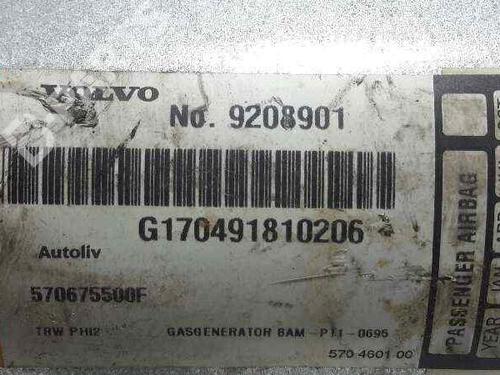 VOLVO
No. 9208901
G170491810206
Autoliv
570675500F
TRW PHI2
GASGENERATOR BAM-PT1-0695
570 4601 00
PASSENGER AIRBAG
YEAR